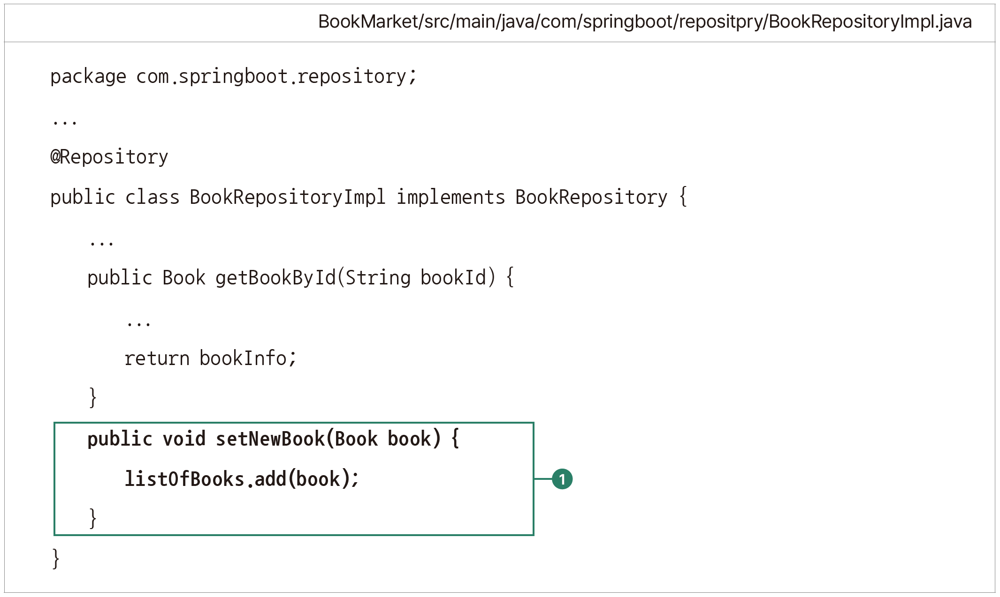 BookMarket/src/main/java/com/springboot/repositpry/BookRepositoryImpl.java
package com.springboot.repository;
...
@Repository
public class BookRepositoryImpl implements BookRepository {
...
public Book getBookById(String bookId) {
...
return bookInfo;
}
public void setNewBook(Book book) {
listOfBooks.add(book);
1
}
}